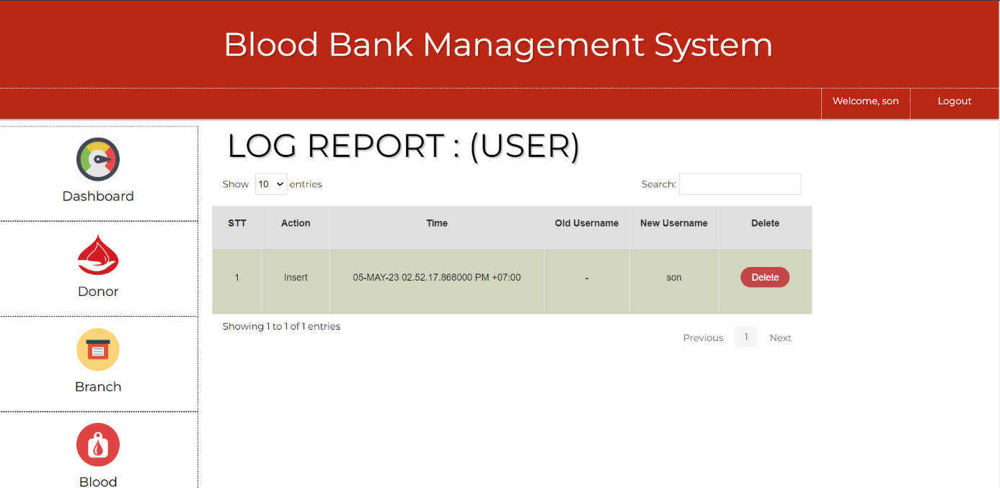 Blood Bank Management System
Welcome, son
Logout
Dashboard
Donor
Branch
Blood
LOG REPORT : (USER)
Show 10 entries
Search:
STT Action Time Old Username New Username Delete
1 Insert 05-MAY-23 02.52.17.868000 PM +07:00 - son Delete
Showing 1 to 1 of 1 entries
Previous 1 Next